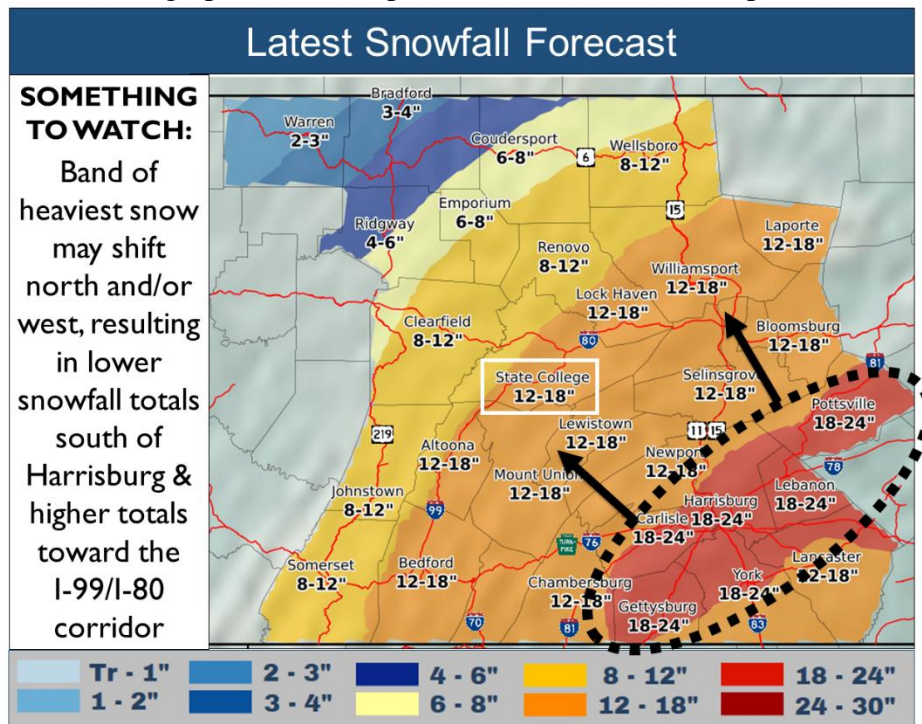 Latest Snowfall Forecast
SOMETHING
TO WATCH:
Band of
heaviest snow
may shift
north and/or
west, resulting
in lower
snowfall totals
south of
Harrisburg &
higher totals
toward the
I-99/I-80
corridor
Bradford
3-4"
Warren
2-3"
Coudersport
6-8"
6
Wellsboro
8-12"
Emporium
6-8"
15
Ridgway
4-6"
Laporte
12-18"
Renovo
8-12"
Williamsport
12-18"
Lock Haven
12-18"
Clearfield
8-12"
Bloomsburg
12-18"
80
81
State College
12-18"
Selinsgrove
12-18"
Pottsville
18-24"
219
Lewistown
12-18"
11 15
Altoona
12-18"
Newport
12-18"
78
Mount Union
12-18"
Lebanon
18-24"
Johnstown
8-12"
Harrisburg
18-24"
99
Carlisle
18-24"
TURN-
PIKE
76
Somerset
8-12"
Bedford
12-18"
Lancaster
12-18"
Chambersburg
12-18"
York
18-24"
Gettysburg
18-24"
70
81
83
Tr - 1" 2 - 3" 4 - 6" 8 - 12" 18 - 24"
1 - 2" 3 - 4" 6 - 8" 12 - 18" 24 - 30"